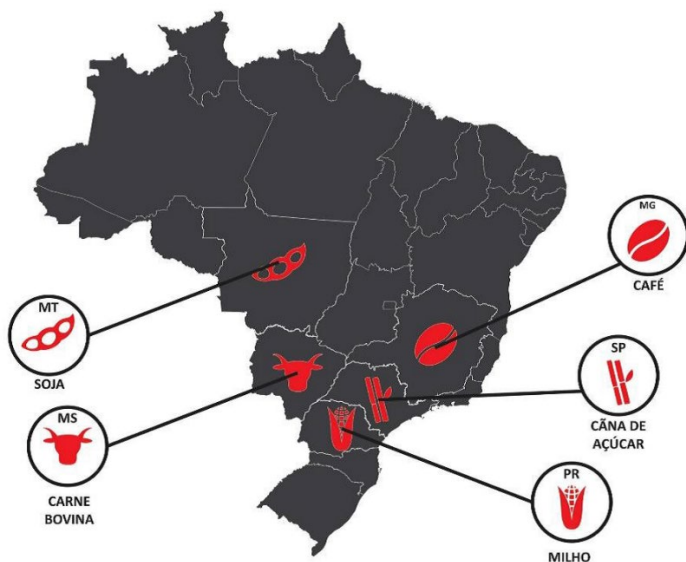 MG
CAFÉ
MT
SOJA
SP
CÃNA DE
AÇÚCAR
MS
CARNE
BOVINA
PR
MILHO